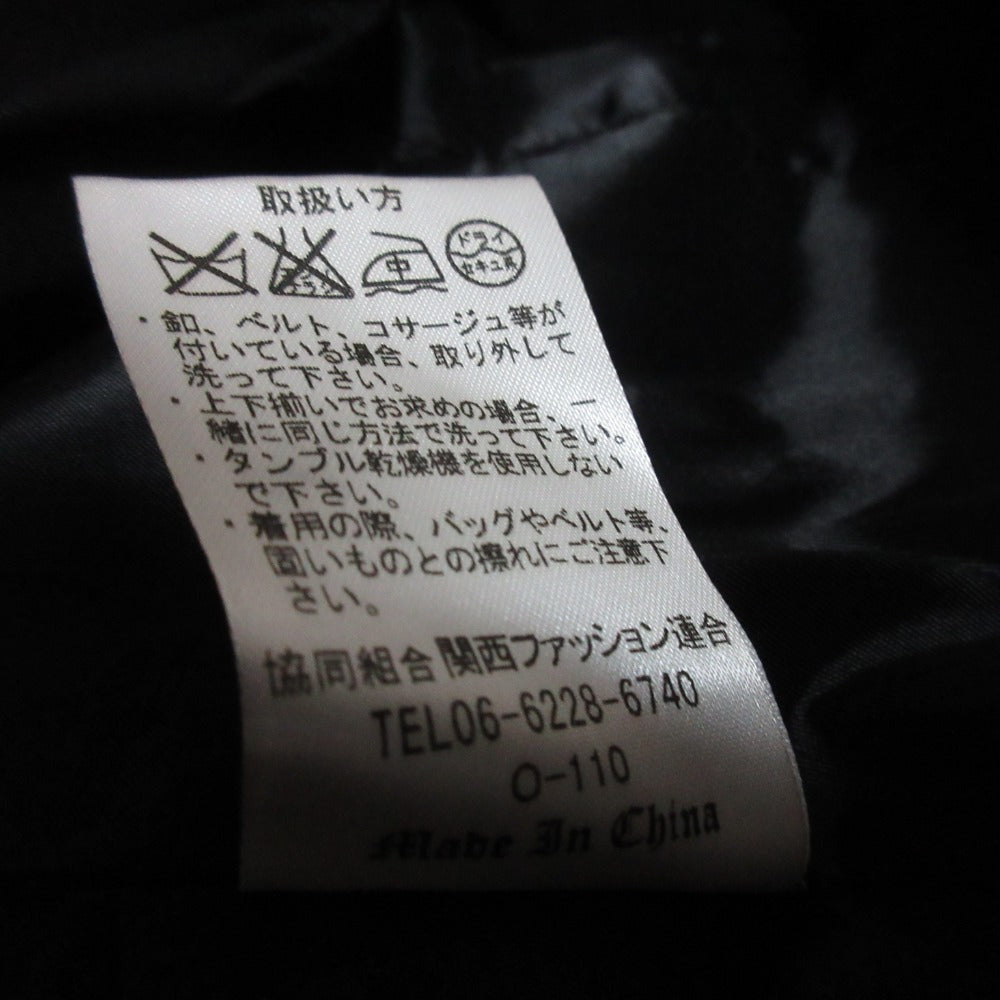 取扱い方
中
ドライ
セキユ系
・釦、ベルト、コサージュ等が
付いている場合、取り外して
洗って下さい。
・上下揃いでお求めの場合、一
緒に同じ方法で洗って下さい。
・タンブル乾燥機を使用しない
で下さい。
・着用の際、バッグやベルト等、
固いものとの擦れにご注意下
さい。
協同組合関西ファッション連合
TEL06-6228-6740
O-110
Made In China